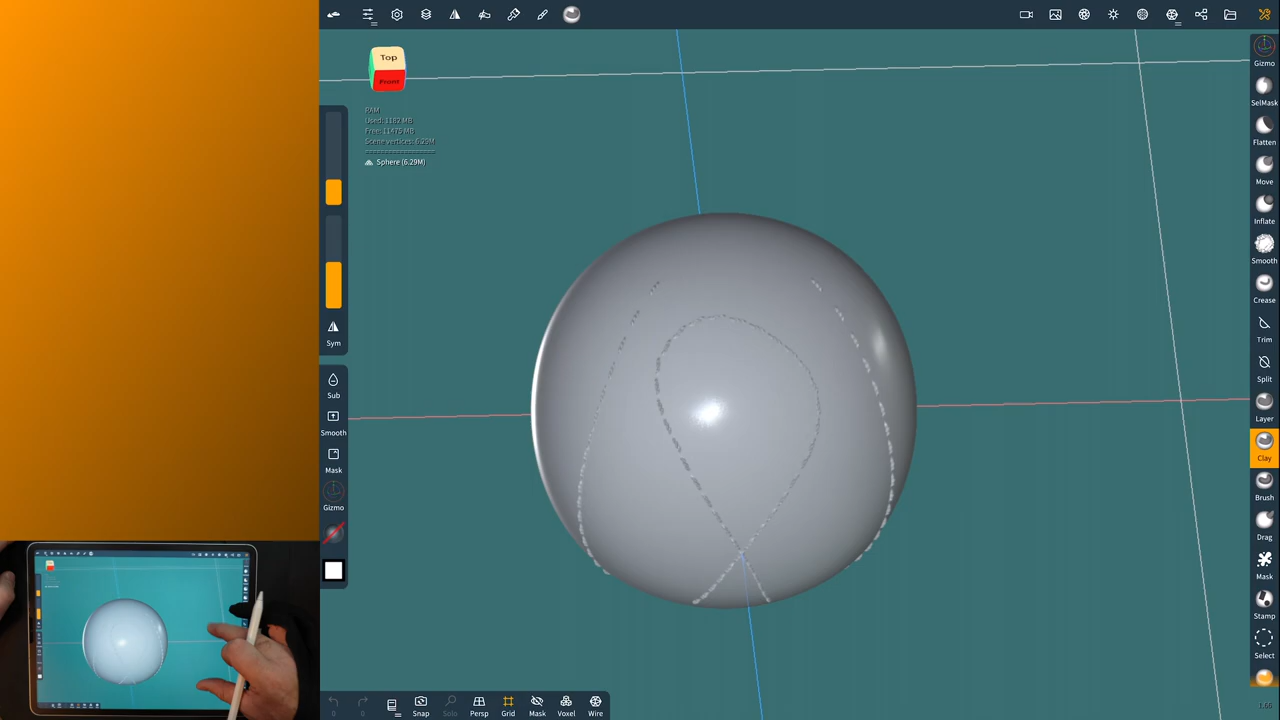 Top
Front
RAM
Used: 1182 MB
Free: 11475 MB
Scene vertices: 6.29M
Sphere (6.29M)
Sym
Sub
Smooth
Mask
Gizmo
0
0
Snap
Solo
Persp
Grid
Mask
Voxel
Wire
Gizmo
SelMask
Flatten
Move
Inflate
Smooth
Crease
Trim
Split
Layer
Clay
Brush
Drag
Mask
Stamp
Select